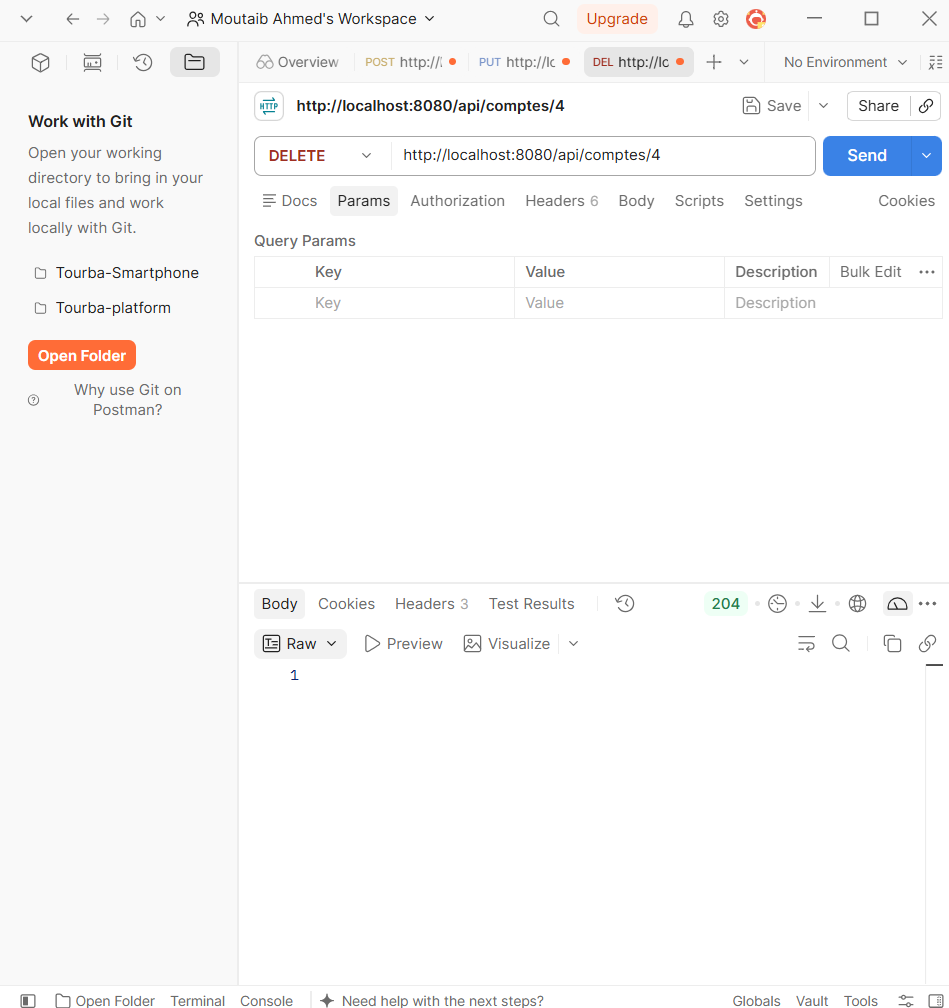 Moutaib Ahmed's Workspace
Upgrade
Overview
POST http://
PUT http://lc
DEL http://lc
No Environment
Work with Git
Open your working
directory to bring in your
local files and work
locally with Git.
Tourba-Smartphone
Tourba-platform
Open Folder
Why use Git on
Postman?
HTTP http://localhost:8080/api/comptes/4
Save
Share
DELETE
http://localhost:8080/api/comptes/4
Send
Docs Params Authorization Headers 6 Body Scripts Settings Cookies
Query Params
Key Value Description Bulk Edit
Key Value Description
Body Cookies Headers 3 Test Results
204
Raw Preview Visualize
1
Open Folder Terminal Console Need help with the next steps? Globals Vault Tools